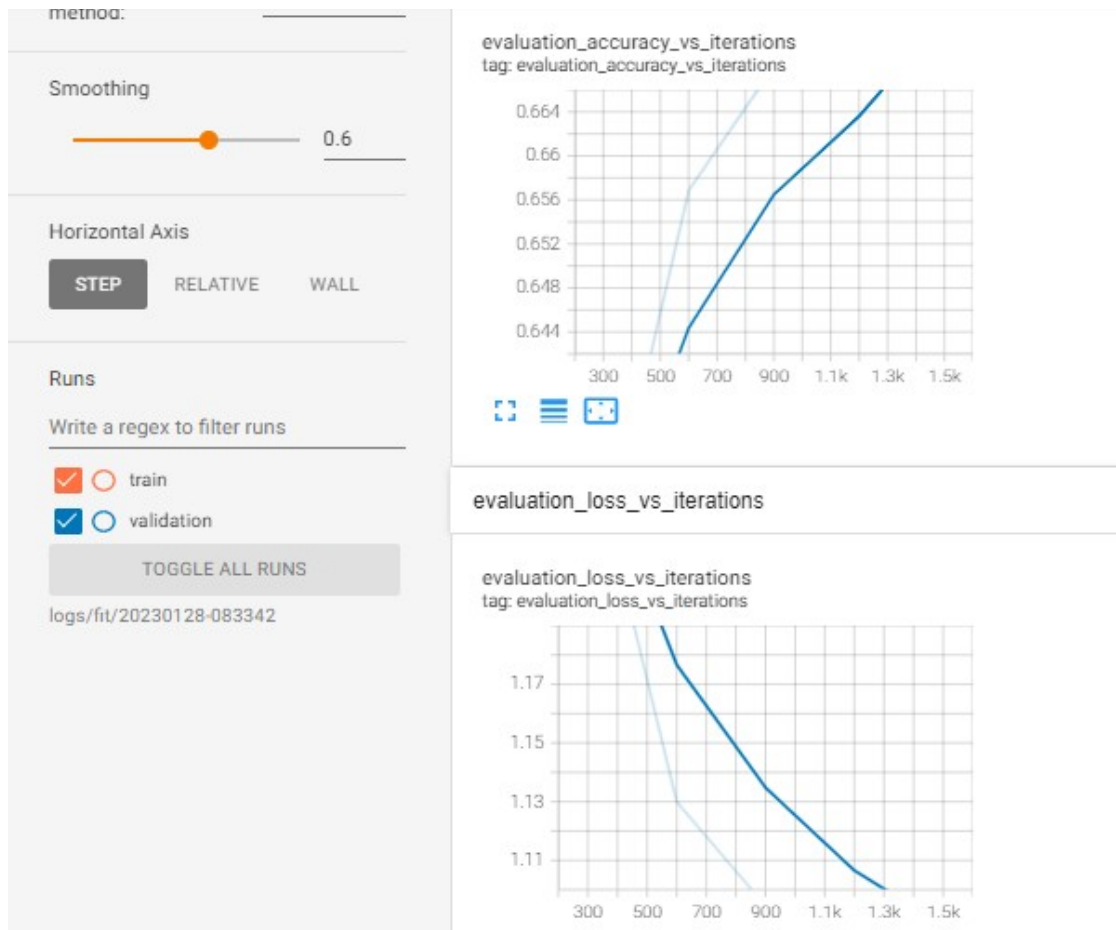 method:
Smoothing
0.6
Horizontal Axis
STEP RELATIVE WALL
Runs
Write a regex to filter runs
train
validation
TOGGLE ALL RUNS
logs/fit/20230128-083342
evaluation_accuracy_vs_iterations
tag: evaluation_accuracy_vs_iterations
0.664
0.66
0.656
0.652
0.648
0.644
300 500 700 900 1.1k 1.3k 1.5k
evaluation_loss_vs_iterations
evaluation_loss_vs_iterations
tag: evaluation_loss_vs_iterations
1.17
1.15
1.13
1.11
300 500 700 900 1.1k 1.3k 1.5k